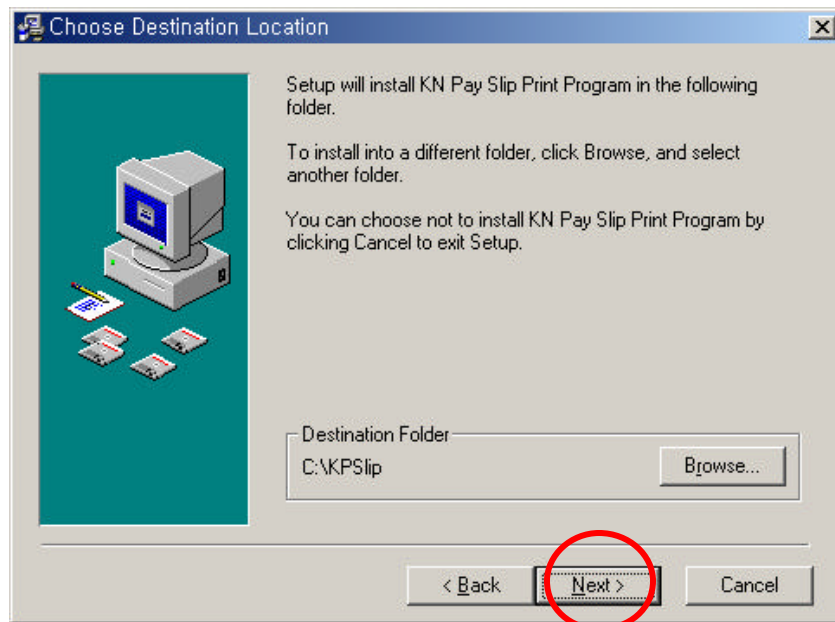 Choose Destination Location
Setup will install KN Pay Slip Print Program in the following
folder.
To install into a different folder, click Browse, and select
another folder.
You can choose not to install KN Pay Slip Print Program by
clicking Cancel to exit Setup.
Destination Folder
C:\KPSlip
Browse...
< Back
Next >
Cancel